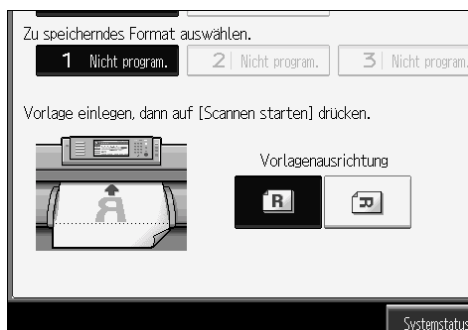 Zu speicherndes Format auswählen.
1 Nicht program. 2 Nicht program. 3 Nicht program.
Vorlage einlegen, dann auf [Scannen starten] drücken.
Vorlagenausrichtung
R R
R
Systemstatus